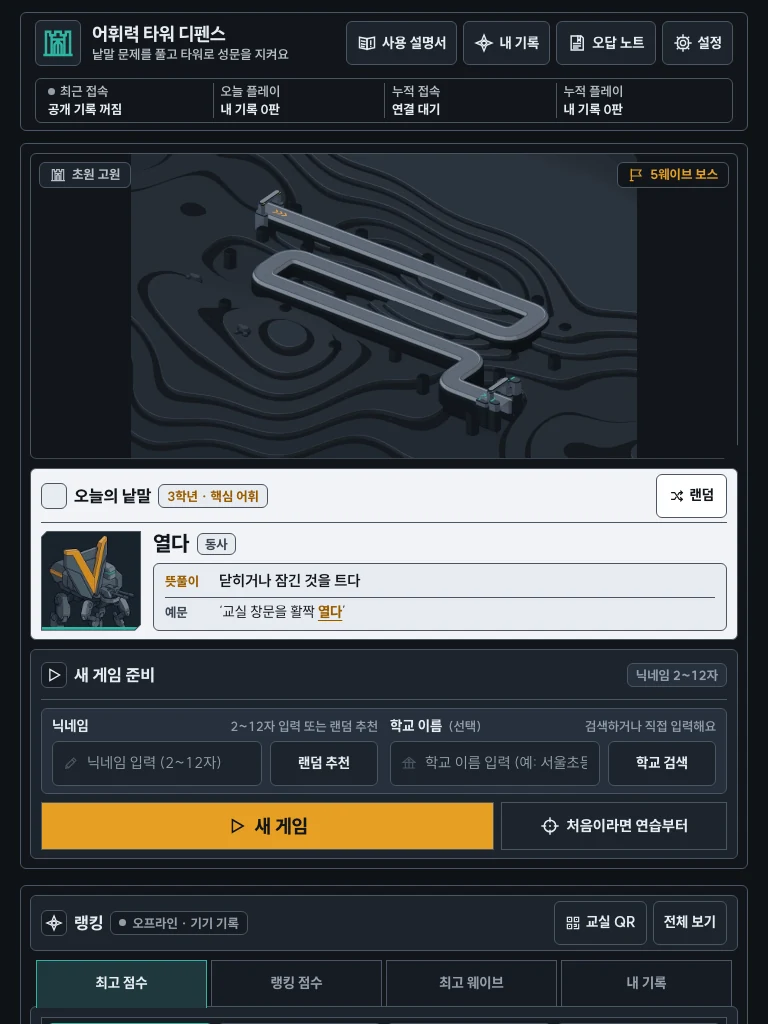 어휘력 타워 디펜스
낱말 문제를 풀고 타워로 성문을 지켜요
사용 설명서
내 기록
오답 노트
설정
최근 접속
공개 기록 꺼짐
오늘 플레이
내 기록 0판
누적 접속
연결 대기
누적 플레이
내 기록 0판
초원 고원
5웨이브 보스
오늘의 낱말
3학년 · 핵심 어휘
랜덤
열다
동사
뜻풀이 닫히거나 잠긴 것을 트다
예문 ‘교실 창문을 활짝 열다’
새 게임 준비
닉네임 2~12자
닉네임 2~12자 입력 또는 랜덤 추천
학교 이름 (선택) 검색하거나 직접 입력해요
닉네임 입력 (2~12자)
랜덤 추천
학교 이름 입력 (예: 서울초등
학교 검색
새 게임
처음이라면 연습부터
랭킹
오프라인 · 기기 기록
교실 QR
전체 보기
최고 점수
랭킹 점수
최고 웨이브
내 기록